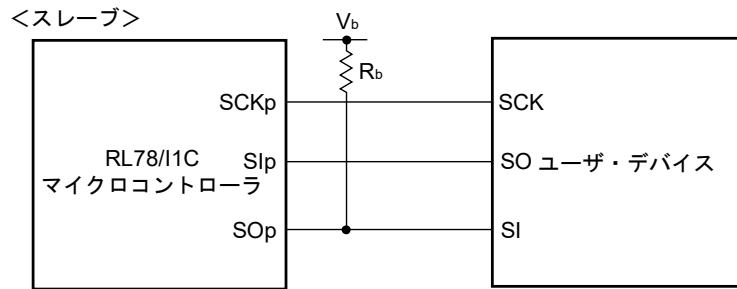 ＜スレーブ＞
Vb
Rb
SCKp
SCK
RL78/I1C
マイクロコントローラ
SIp
SO ユーザ・デバイス
SOp
SI